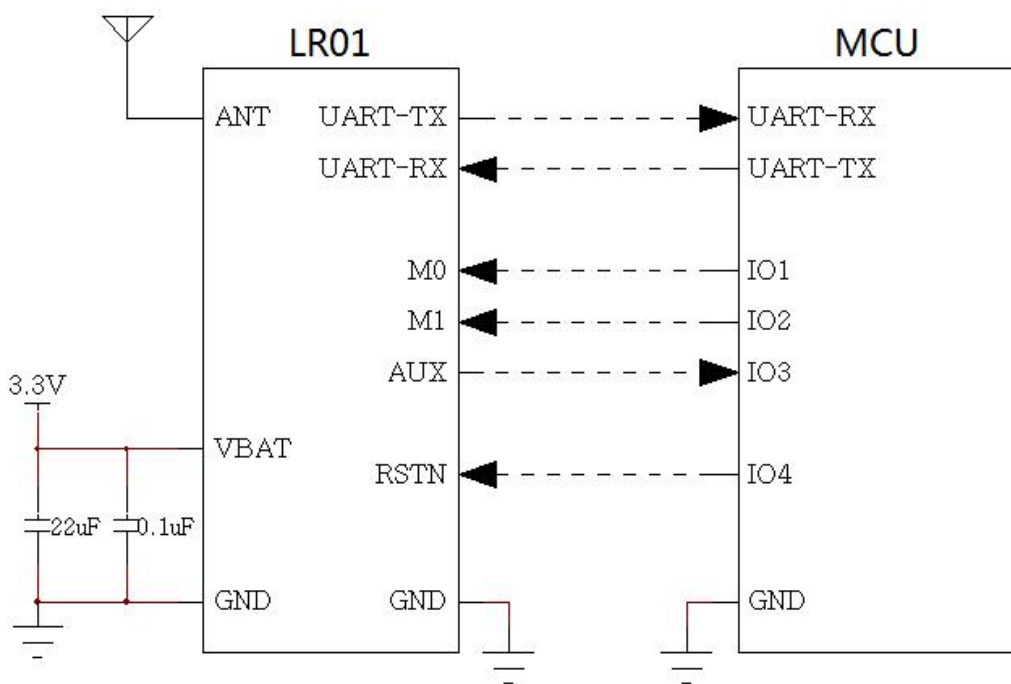 LR01
MCU
ANT
UART-TX
UART-RX
UART-RX
UART-TX
M0
IO1
M1
IO2
AUX
IO3
3.3V
VBAT
RSTN
IO4
22uF
0.1uF
GND
GND
GND